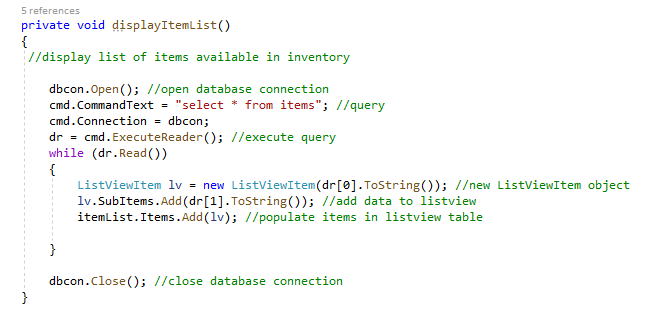 5 references
private void displayItemList()
{
//display list of items available in inventory
dbcon.Open(); //open database connection
cmd.CommandText = "select * from items"; //query
cmd.Connection = dbcon;
dr = cmd.ExecuteReader(); //execute query
while (dr.Read())
{
ListViewItem lv = new ListViewItem(dr[0].ToString()); //new ListViewItem object
lv.SubItems.Add(dr[1].ToString()); //add data to listview
itemList.Items.Add(lv); //populate items in listview table
}
dbcon.Close(); //close database connection
}